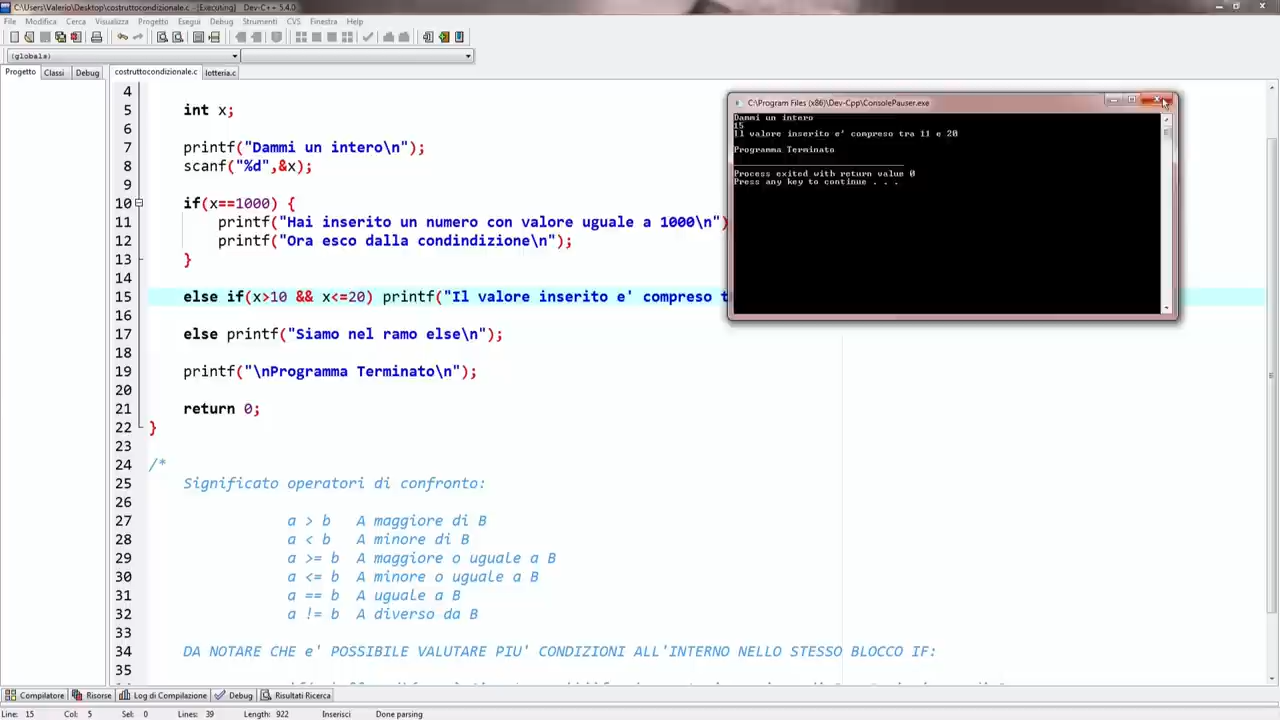 C:\Users\Valerio\Desktop\costruttocondizionale.c - [Executing] - Dev-C++ 5.4.0
File Modifica Cerca Visualizza Progetto Esegui Debug Strumenti CVS Finestra Help
(globals)
Progetto Classi Debug costruttocondizionale.c lotteria.c
C:\Program Files (x86)\Dev-Cpp\ConsolePauser.exe
Dammi un intero
15
Il valore inserito e' compreso tra 11 e 20
Programma Terminato
Process exited with return value 0
Press any key to continue . . .
4
5 int x;
6
7 printf("Dammi un intero\n");
8 scanf("%d",&x);
9
10 if(x==1000) {
11 printf("Hai inserito un numero con valore uguale a 1000\n")
12 printf("Ora esco dalla condindizione\n");
13 }
14
15 else if(x>10 && x<=20) printf("Il valore inserito e' compreso t
16
17 else printf("Siamo nel ramo else\n");
18
19 printf("\nProgramma Terminato\n");
20
21 return 0;
22 }
23
24 /*
25 Significato operatori di confronto:
26
27 a > b A maggiore di B
28 a < b A minore di B
29 a >= b A maggiore o uguale a B
30 a <= b A minore o uguale a B
31 a == b A uguale a B
32 a != b A diverso da B
33
34 DA NOTARE CHE e' POSSIBILE VALUTARE PIU' CONDIZIONI ALL'INTERNO NELLO STESSO BLOCCO IF:
35
Compilatore Risorse Log di Compilazione Debug Risultati Ricerca
Line: 15 Col: 5 Sel: 0 Lines: 39 Length: 922 Inserisci Done parsing